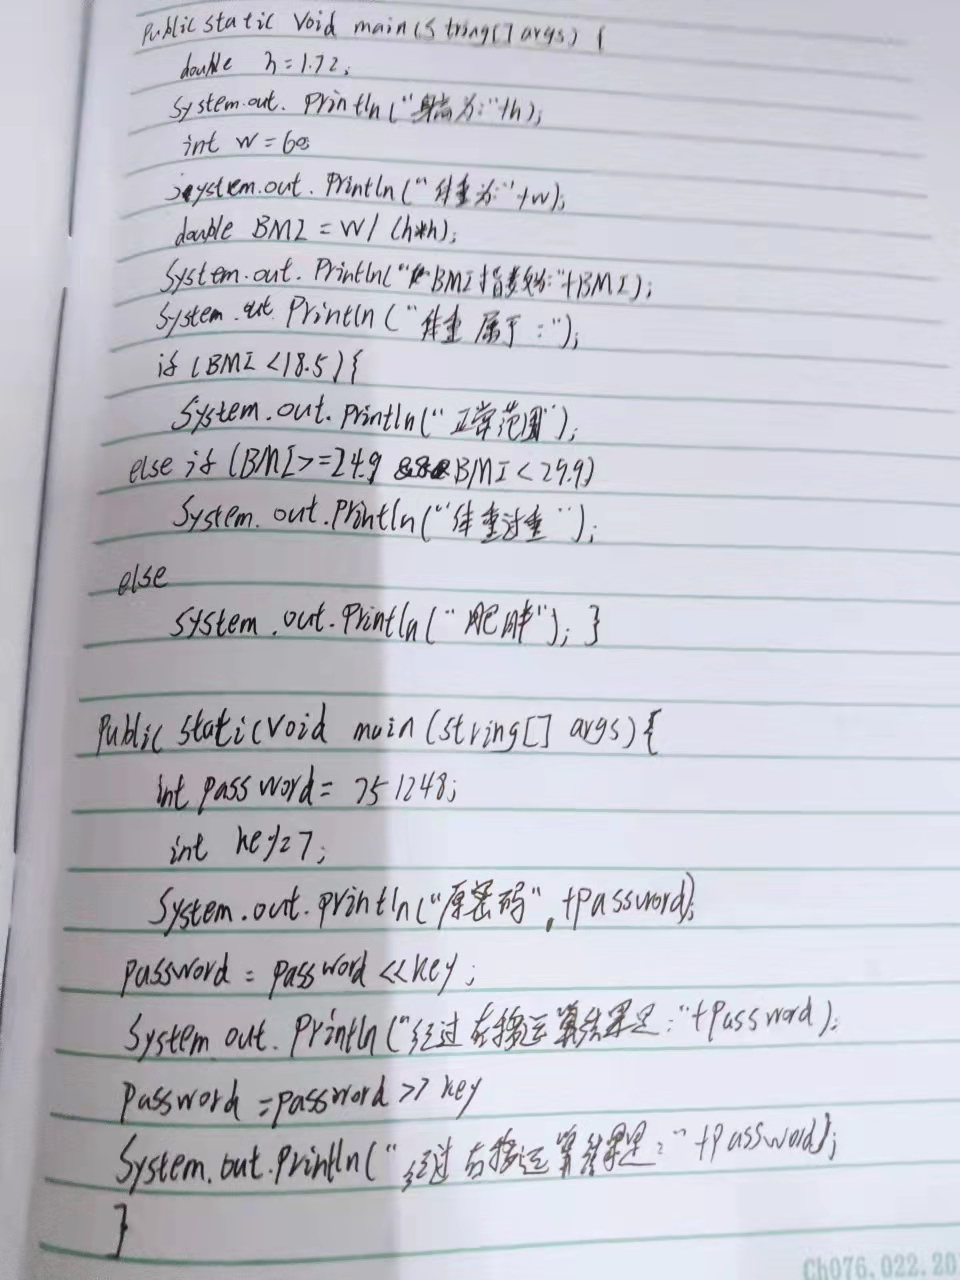 Public static void main(String[] args) {
double h=1.72;
System.out.Println("身高为:"+h);
int w=60;
System.out.Println("体重为:"+w);
double BMI=w/(h*h);
System.out.Println("BMI指数为:"+BMI);
System.out.Println("体重属于:");
if (BMI<18.5){
System.out.Println("正常范围");
else if (BMI>=24.9 && BMI<29.9)
System.out.Println("体重过重");
else
System.out.Println("肥胖"); }
Public static void main (string[] args) {
int password= 751248;
int key=7;
System.out.println("原密码",+Password);
password = password <<key;
System out.Println("经过左移运算结果是:"+Password);
password =password >> key
System.out.Println("经过右移运算结果是:"+Password);
}
Ch076.022.20